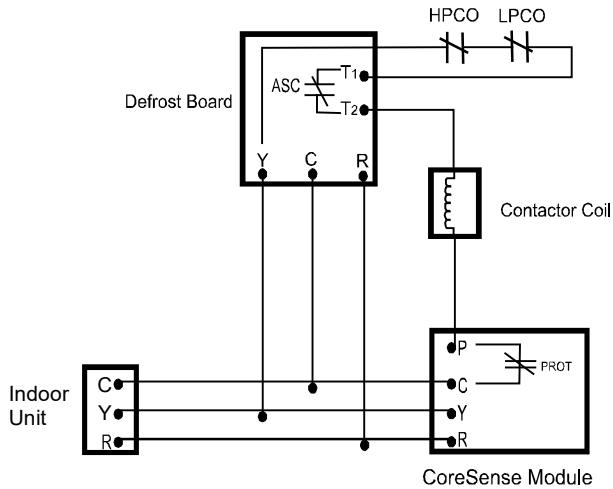 HPCO LPCO
Defrost Board
ASC
T1
T2
Y C R
Contactor Coil
P
PROT
C
Y
R
Indoor
Unit
C
Y
R
CoreSense Module